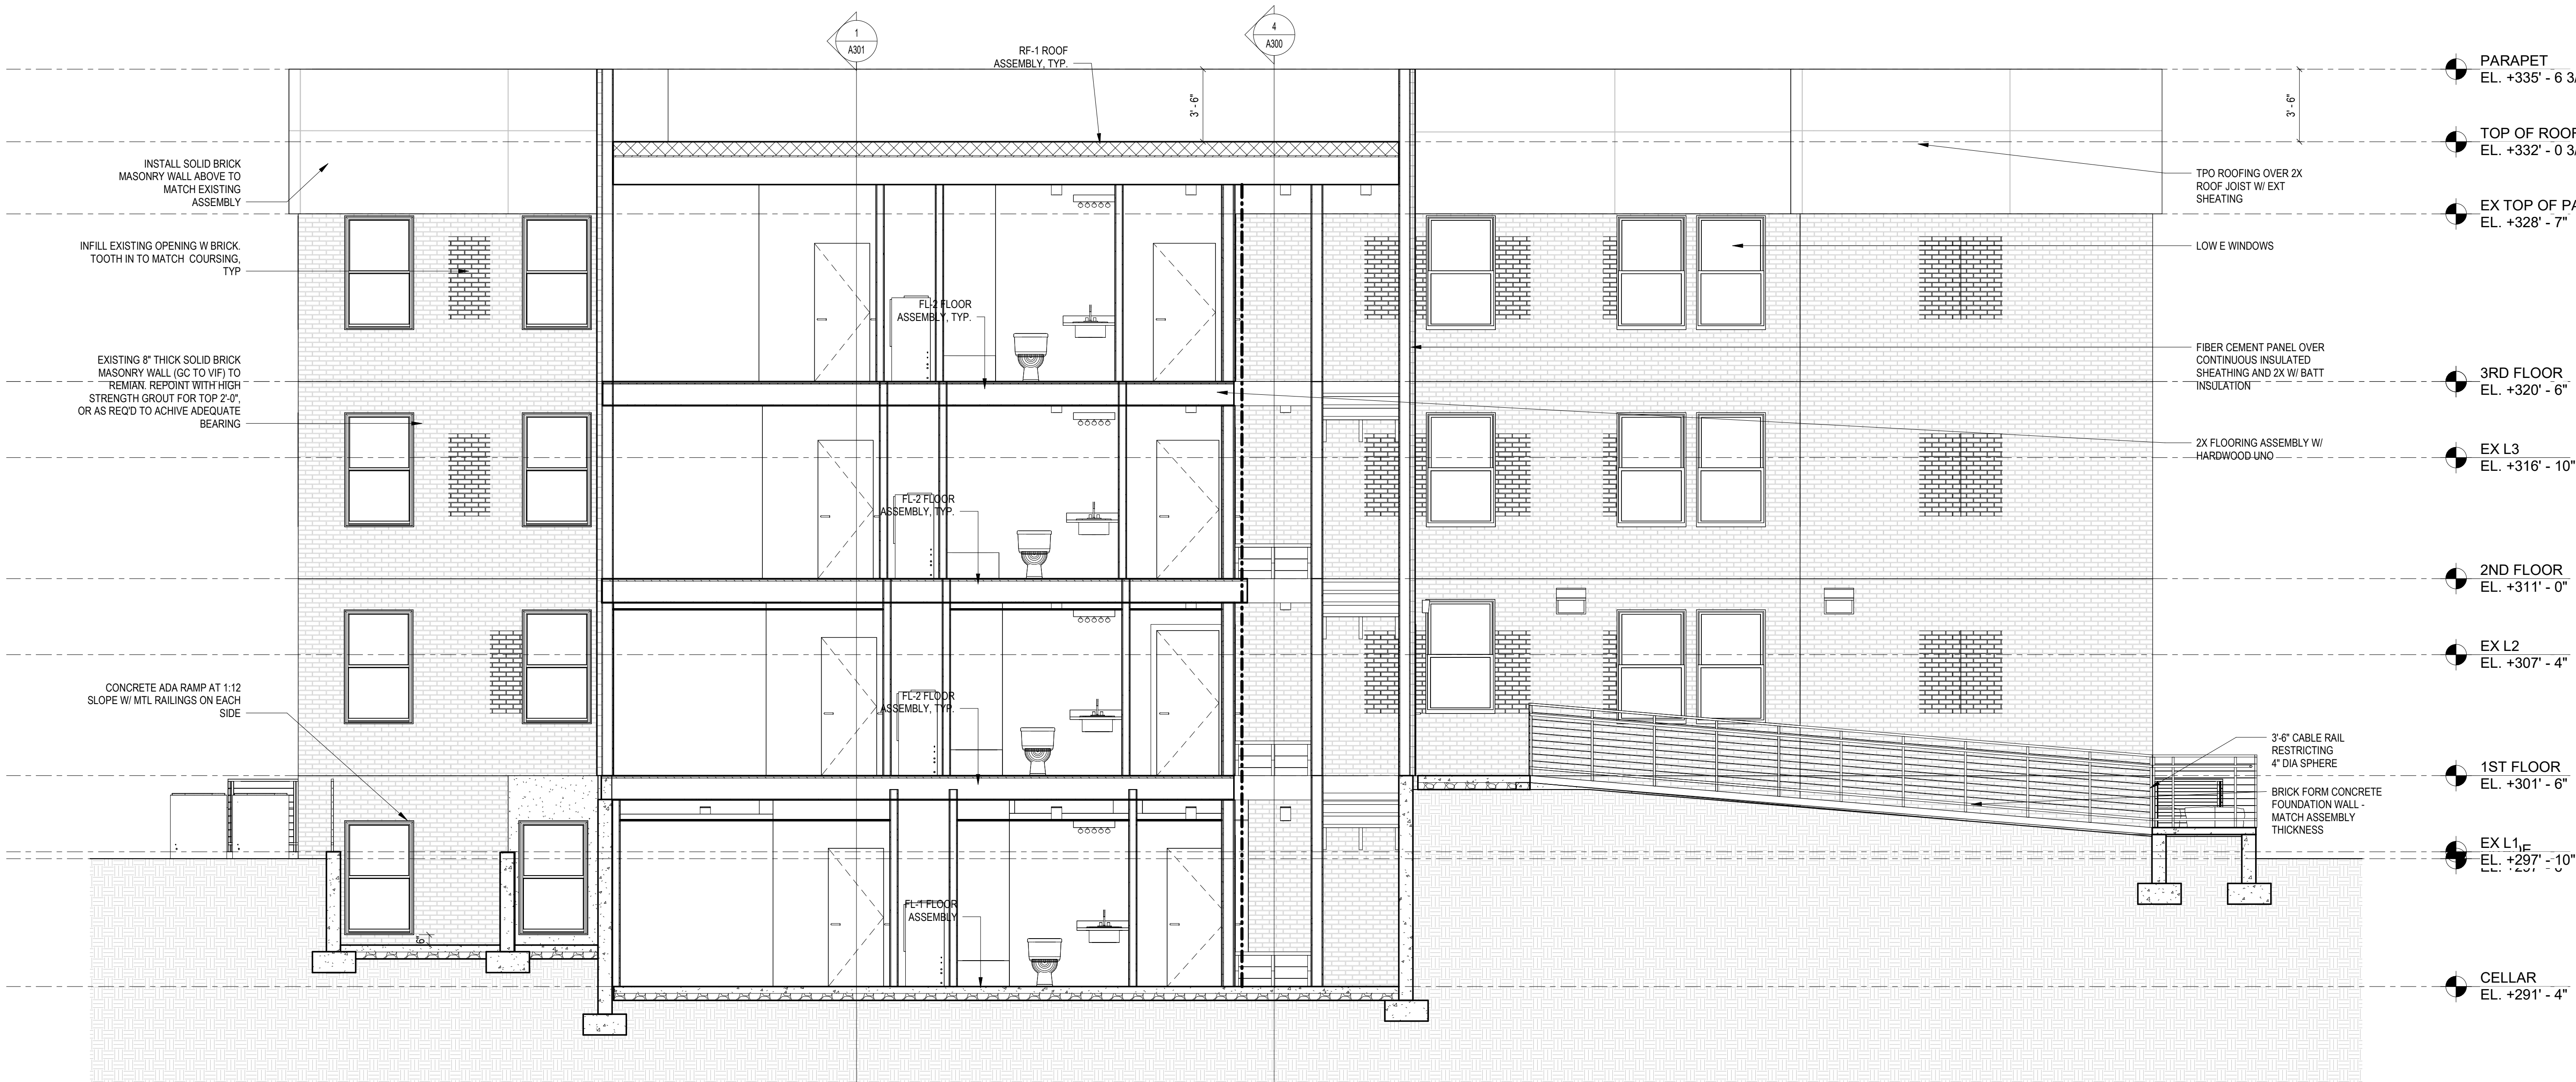 1
A301
4
A300
RF-1 ROOF
ASSEMBLY, TYP.
3' - 6"
3' - 6"
INSTALL SOLID BRICK
MASONRY WALL ABOVE TO
MATCH EXISTING
ASSEMBLY
INFILL EXISTING OPENING W BRICK.
TOOTH IN TO MATCH COURSING,
TYP
EXISTING 8" THICK SOLID BRICK
MASONRY WALL (GC TO VIF) TO
REMIAN. REPOINT WITH HIGH
STRENGTH GROUT FOR TOP 2'-0",
OR AS REQ'D TO ACHIVE ADEQUATE
BEARING
CONCRETE ADA RAMP AT 1:12
SLOPE W/ MTL RAILINGS ON EACH
SIDE
FL-2 FLOOR
ASSEMBLY, TYP.
FL-2 FLOOR
ASSEMBLY, TYP.
FL-2 FLOOR
ASSEMBLY, TYP.
FL-1 FLOOR
ASSEMBLY
6"
TPO ROOFING OVER 2X
ROOF JOIST W/ EXT
SHEATING
LOW E WINDOWS
FIBER CEMENT PANEL OVER
CONTINUOUS INSULATED
SHEATHING AND 2X W/ BATT
INSULATION
2X FLOORING ASSEMBLY W/
HARDWOOD UNO
3'-6" CABLE RAIL
RESTRICTING
4" DIA SPHERE
BRICK FORM CONCRETE
FOUNDATION WALL -
MATCH ASSEMBLY
THICKNESS
PARAPET
EL. +335' - 6 3/
TOP OF ROOF
EL. +332' - 0 3/
EX TOP OF PA
EL. +328' - 7"
3RD FLOOR
EL. +320' - 6"
EX L3
EL. +316' - 10"
2ND FLOOR
EL. +311' - 0"
EX L2
EL. +307' - 4"
1ST FLOOR
EL. +301' - 6"
EX L1
EL. +297' - 10"
CELLAR
EL. +291' - 4"